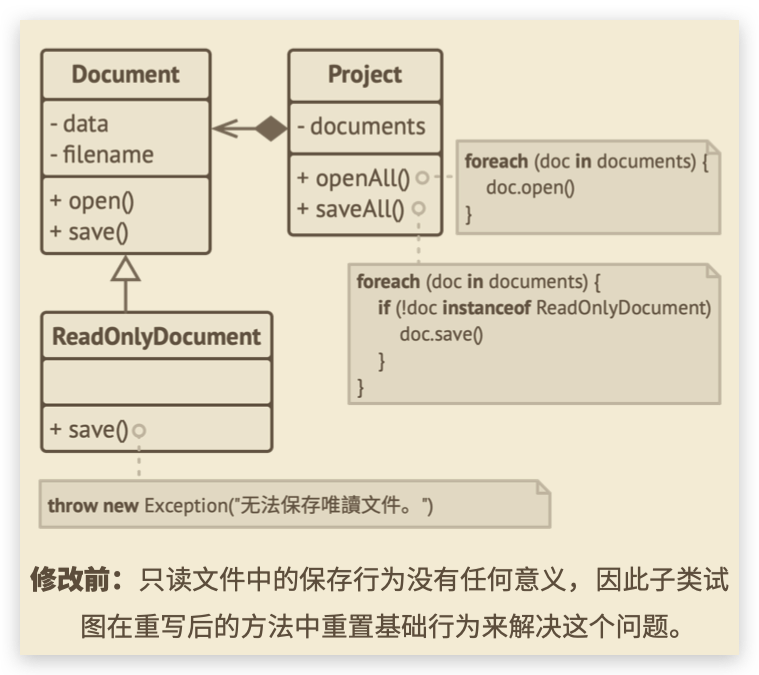 Document
- data
- filename
+ open()
+ save()
Project
- documents
+ openAll()
+ saveAll()
foreach (doc in documents) {
doc.open()
}
foreach (doc in documents) {
if (!doc instanceof ReadOnlyDocument)
doc.save()
}
}
ReadOnlyDocument
+ save()
throw new Exception("无法保存唯讀文件。")
修改前：只读文件中的保存行为没有任何意义，因此子类试
图在重写后的方法中重置基础行为来解决这个问题。